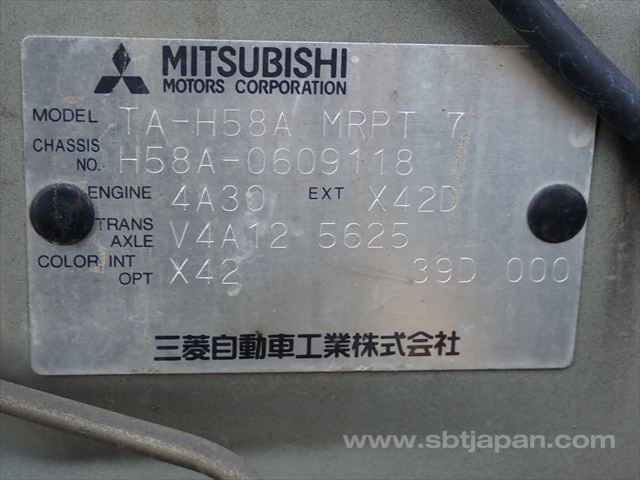 MITSUBISHI
MOTORS CORPORATION
MODEL TA-H58A MRPT 7
CHASSIS NO. H58A-0609118
ENGINE 4A30 EXT X42D
TRANS AXLE V4A12 5625
COLOR, INT OPT X42 39D 000
三菱自動車工業株式会社
www.sbtjapan.com